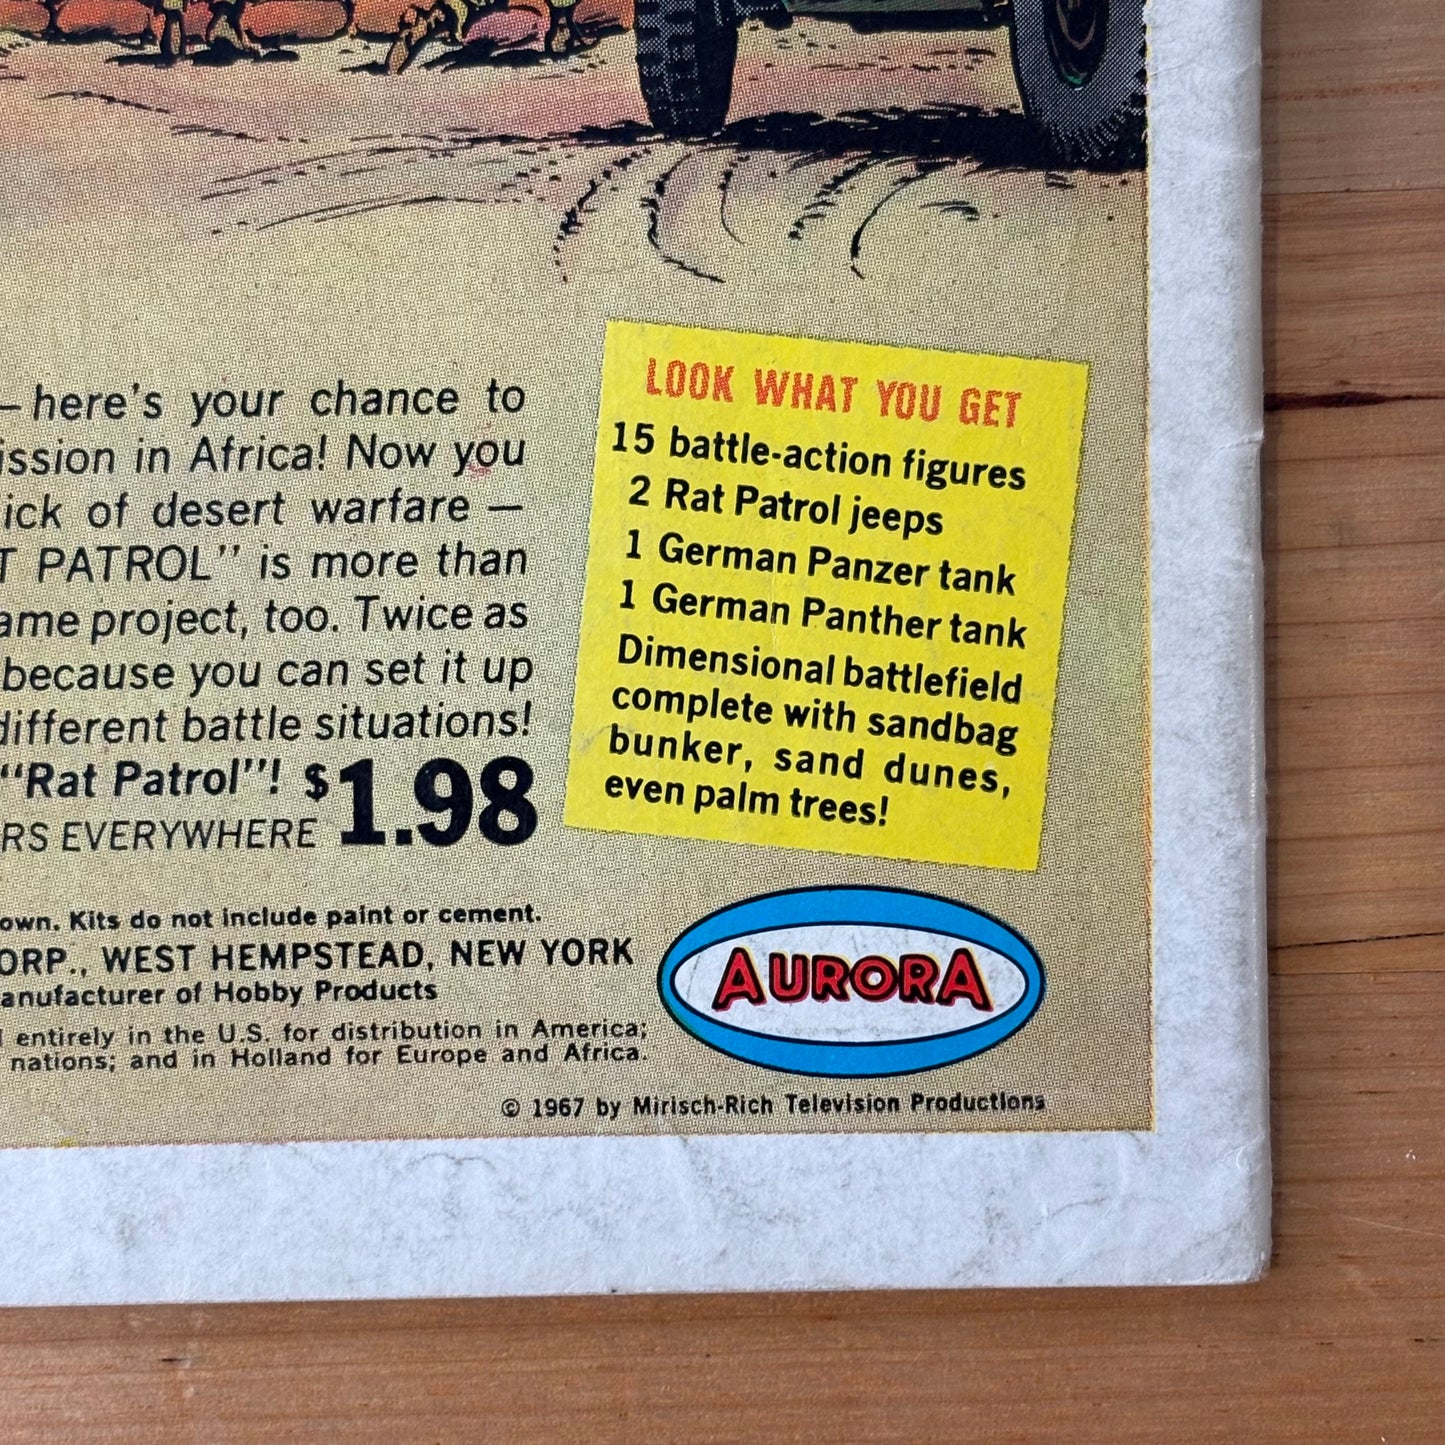 – here's your chance to
ission in Africa! Now you
ick of desert warfare —
T PATROL" is more than
ame project, too. Twice as
because you can set it up
different battle situations!
"Rat Patrol"! $1.98
RS EVERYWHERE
LOOK WHAT YOU GET
15 battle-action figures
2 Rat Patrol jeeps
1 German Panzer tank
1 German Panther tank
Dimensional battlefield
complete with sandbag
bunker, sand dunes,
even palm trees!
own. Kits do not include paint or cement.
ORP., WEST HEMPSTEAD, NEW YORK
anufacturer of Hobby Products
entirely in the U.S. for distribution in America;
nations; and in Holland for Europe and Africa.
AURORA
© 1967 by Mirisch-Rich Television Productions